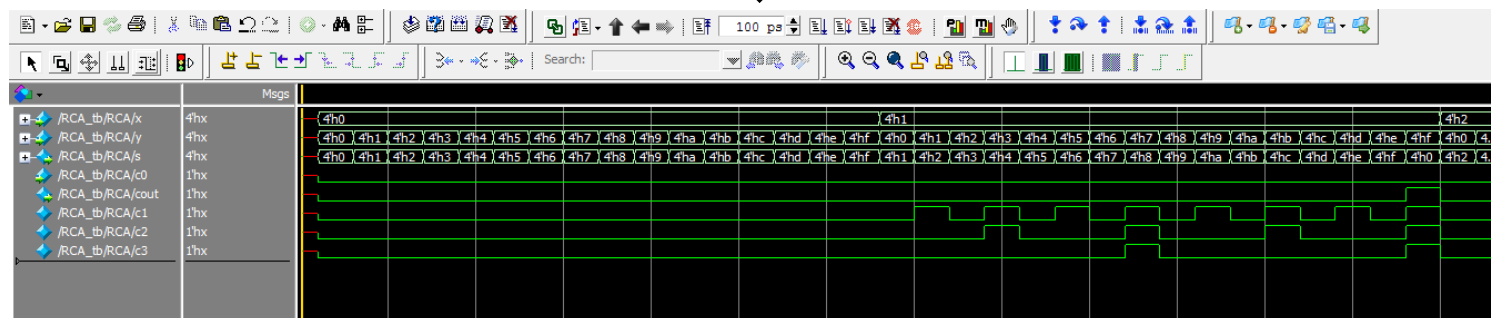 100 ps
Search:
Msgs
/RCA_tb/RCA/x 4'hx 4'h0 4'h1 4'h2
/RCA_tb/RCA/y 4'hx 4'h0 4'h1 4'h2 4'h3 4'h4 4'h5 4'h6 4'h7 4'h8 4'h9 4'ha 4'hb 4'hc 4'hd 4'he 4'hf 4'h0 4'h1 4'h2 4'h3 4'h4 4'h5 4'h6 4'h7 4'h8 4'h9 4'ha 4'hb 4'hc 4'hd 4'he 4'hf 4'h0 4.
/RCA_tb/RCA/s 4'hx 4'h0 4'h1 4'h2 4'h3 4'h4 4'h5 4'h6 4'h7 4'h8 4'h9 4'ha 4'hb 4'hc 4'hd 4'he 4'hf 4'h1 4'h2 4'h3 4'h4 4'h5 4'h6 4'h7 4'h8 4'h9 4'ha 4'hb 4'hc 4'hd 4'he 4'hf 4'h0 4'h2 4.
/RCA_tb/RCA/c0 1'hx
/RCA_tb/RCA/cout 1'hx
/RCA_tb/RCA/c1 1'hx
/RCA_tb/RCA/c2 1'hx
/RCA_tb/RCA/c3 1'hx